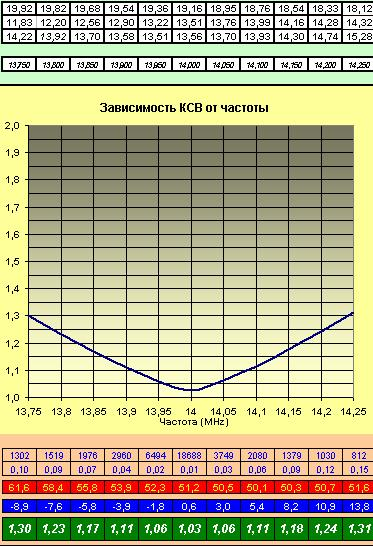 19,92 19,82 19,68 19,54 19,36 19,16 18,95 18,76 18,54 18,33 18,12
11,83 12,20 12,56 12,90 13,22 13,51 13,76 13,99 14,16 14,28 14,32
14,22 13,92 13,70 13,58 13,51 13,56 13,70 13,93 14,30 14,74 15,28
13,750 13,800 13,850 13,900 13,950 14,000 14,050 14,100 14,150 14,200 14,250
Зависимость КСВ от частоты
2,0
1,9
1,8
1,7
1,6
1,5
1,4
1,3
1,2
1,1
1,0
13,75 13,8 13,85 13,9 13,95 14 14,05 14,1 14,15 14,2 14,25
Частота (MHz)
1302 1519 1976 2960 6494 18688 3749 2080 1379 1030 812
0,10 0,09 0,07 0,04 0,02 0,01 0,03 0,06 0,09 0,12 0,15
61,6 58,4 55,8 53,9 52,3 51,2 50,5 50,1 50,3 50,7 51,6
-8,9 -7,6 -5,8 -3,9 -1,8 0,6 3,0 5,4 8,2 10,9 13,8
1,30 1,23 1,17 1,11 1,06 1,03 1,06 1,11 1,18 1,24 1,31